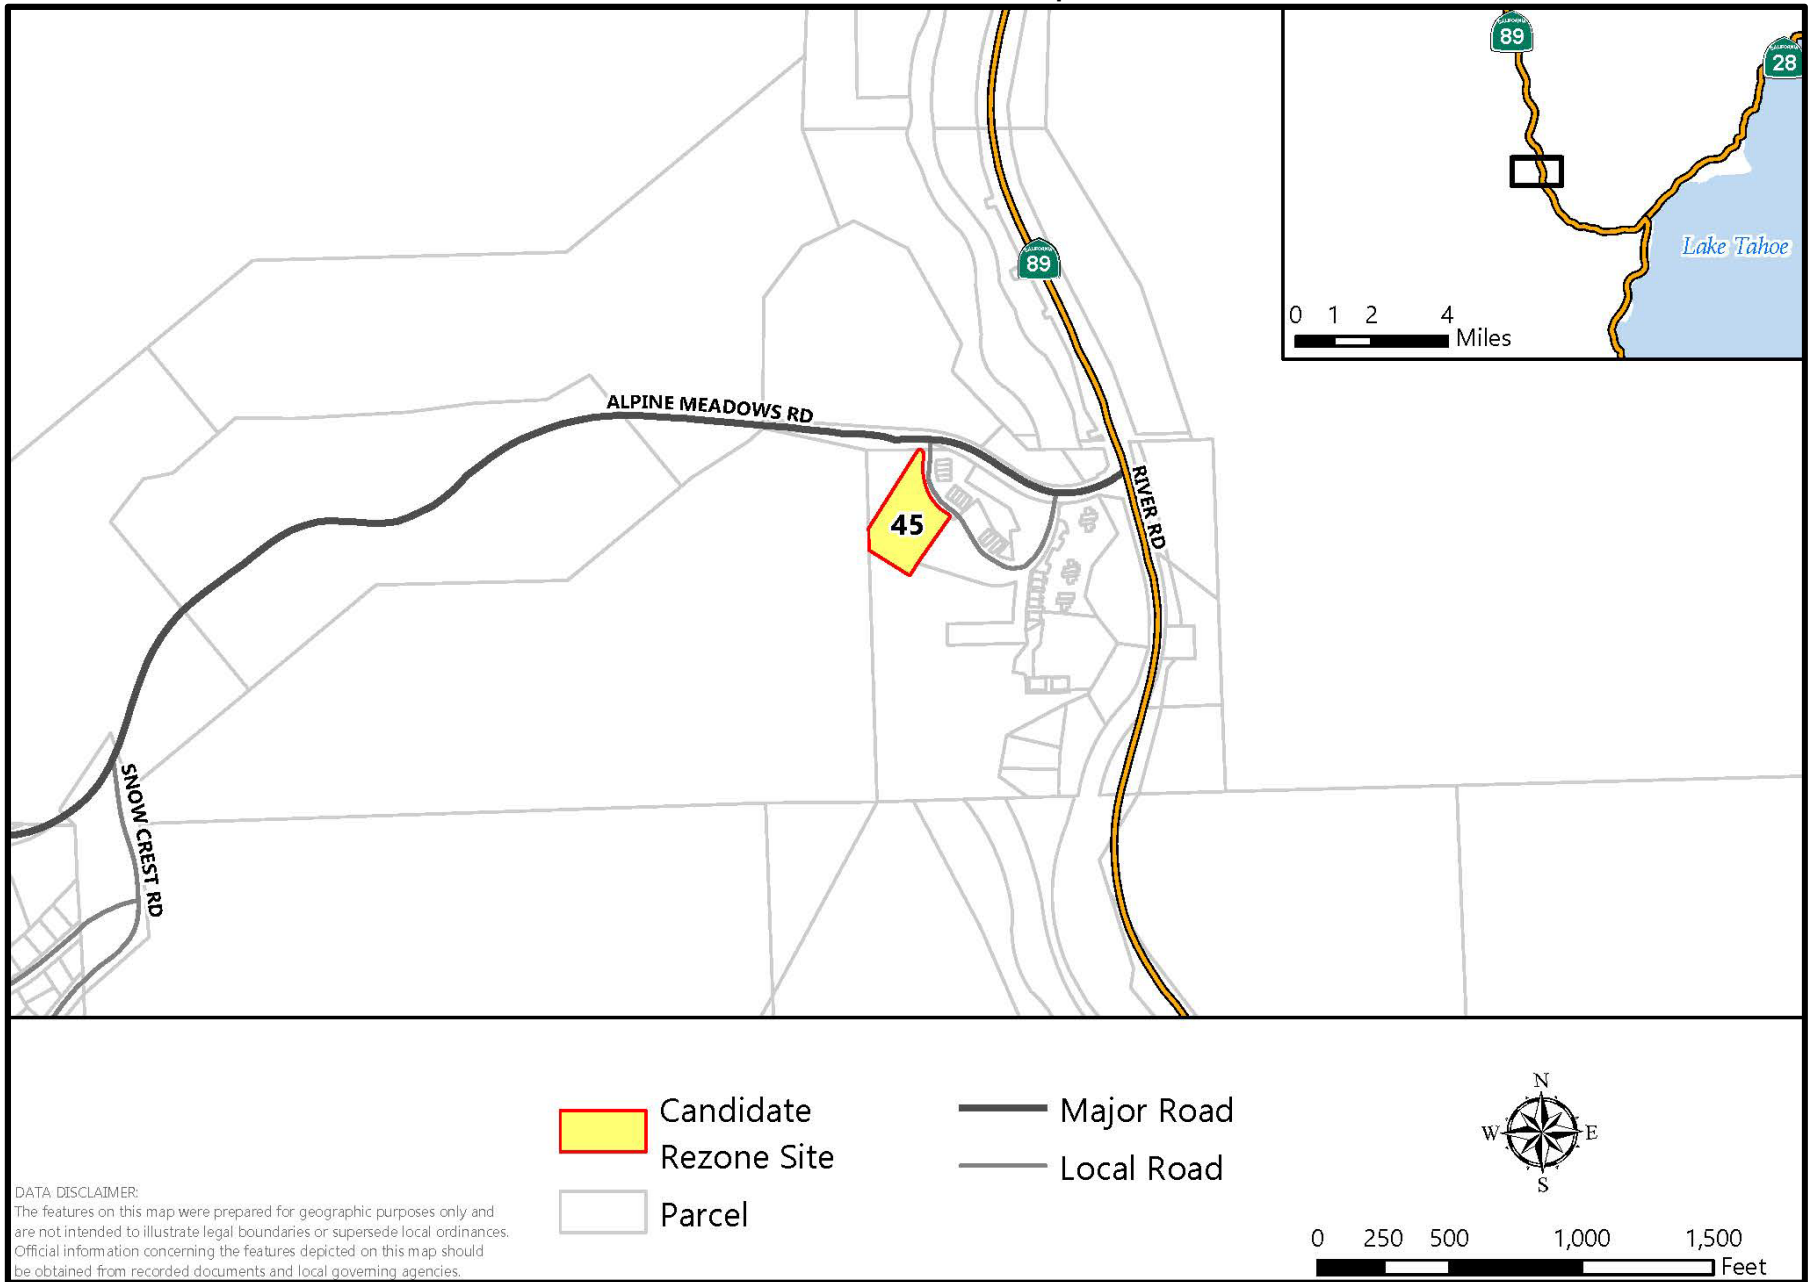 CALIFORNIA
89
CALIFORNIA
28
Lake Tahoe
0 1 2 4
Miles
CALIFORNIA
89
ALPINE MEADOWS RD
RIVER RD
45
SNOW CREST RD
Candidate
Rezone Site
Parcel
Major Road
Local Road
N
W E
S
0 250 500 1,000 1,500
Feet
DATA DISCLAIMER:
The features on this map were prepared for geographic purposes only and
are not intended to illustrate legal boundaries or supersede local ordinances.
Official information concerning the features depicted on this map should
be obtained from recorded documents and local governing agencies.